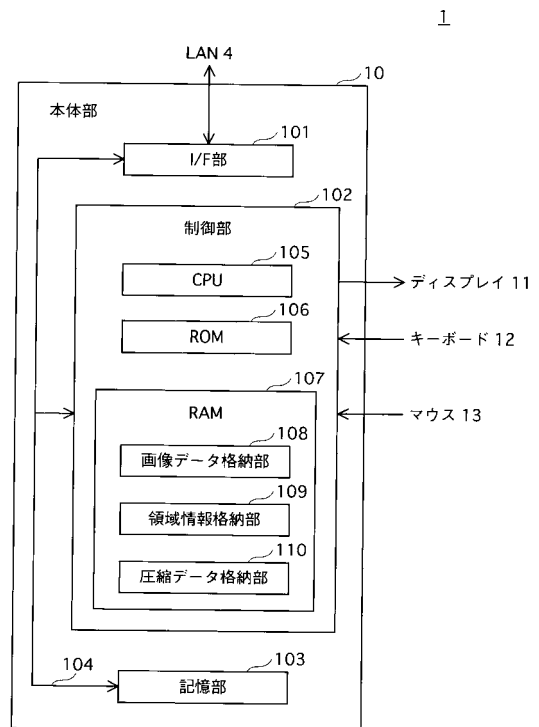 1
LAN 4
10
本体部
101
I/F部
102
制御部
105
CPU
ディスプレイ 11
106
ROM
キーボード 12
107
RAM
マウス 13
108
画像データ格納部
109
領域情報格納部
110
圧縮データ格納部
104
103
記憶部